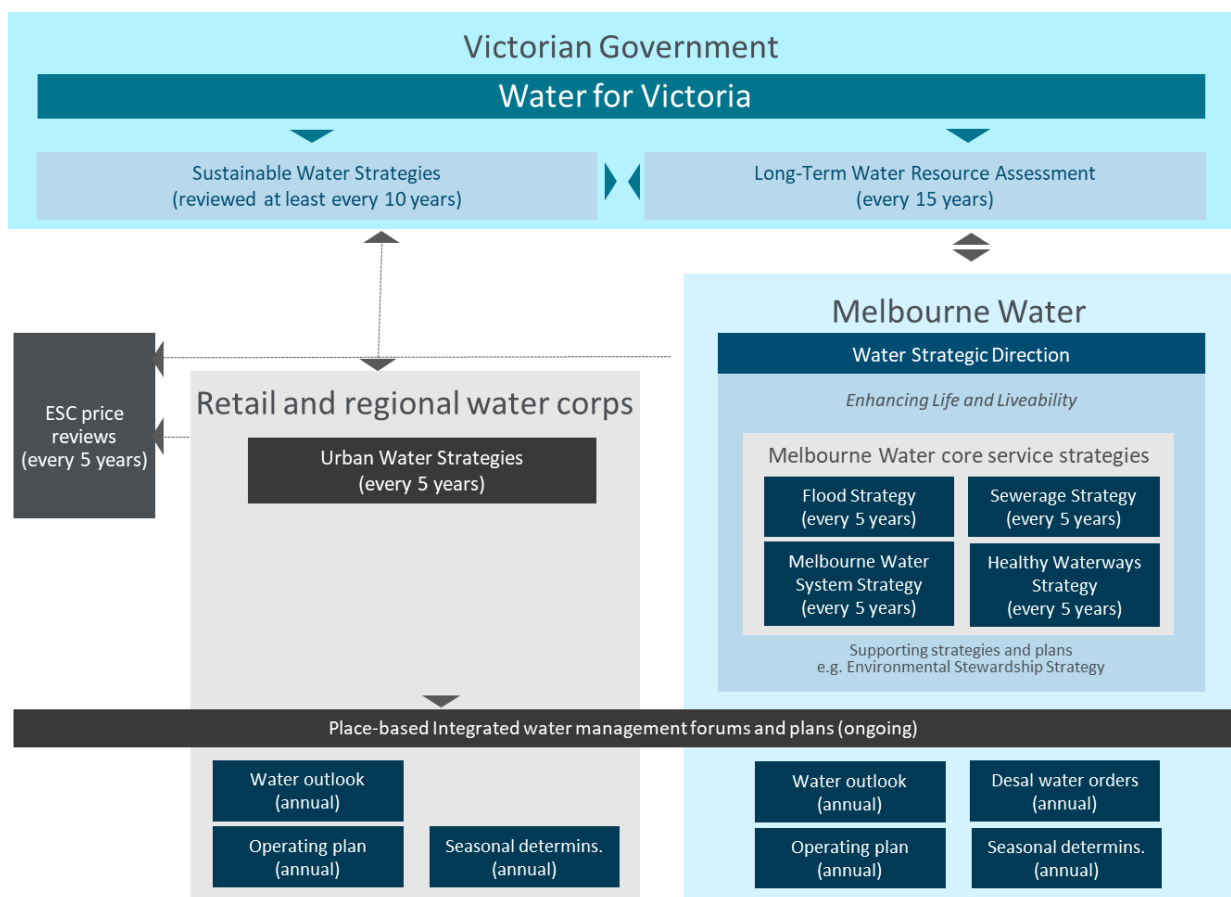 Victorian Government
Water for Victoria
Sustainable Water Strategies
(reviewed at least every 10 years)
Long-Term Water Resource Assessment
(every 15 years)
ESC price
reviews
(every 5 years)
Retail and regional water corps
Urban Water Strategies
(every 5 years)
Melbourne Water
Water Strategic Direction
Enhancing Life and Liveability
Melbourne Water core service strategies
Flood Strategy
(every 5 years)
Sewerage Strategy
(every 5 years)
Melbourne Water
System Strategy
(every 5 years)
Healthy Waterways
Strategy
(every 5 years)
Supporting strategies and plans
e.g. Environmental Stewardship Strategy
Place-based Integrated water management forums and plans (ongoing)
Water outlook
(annual)
Operating plan
(annual)
Seasonal determins.
(annual)
Water outlook
(annual)
Desal water orders
(annual)
Operating plan
(annual)
Seasonal determins.
(annual)